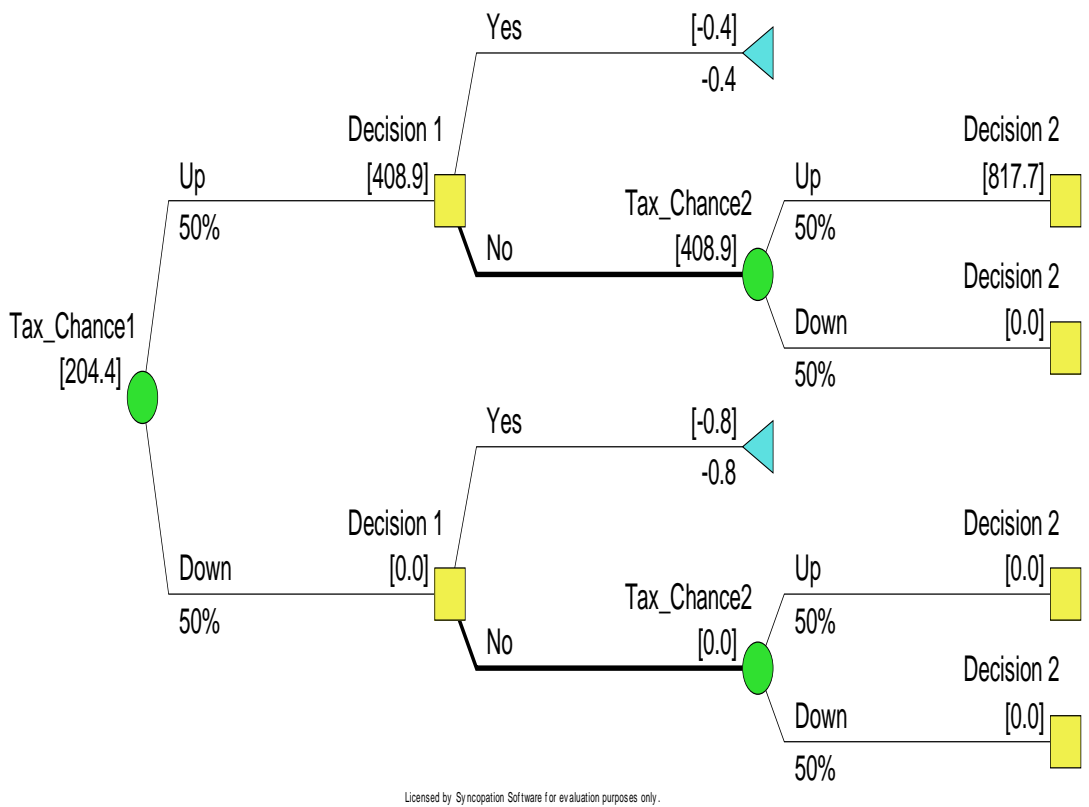 Yes
[-0.4]
-0.4
Decision 1
Decision 2
Up
[408.9]
Tax_Chance2
Up
[817.7]
50%
No
[408.9]
50%
Decision 2
Tax_Chance1
Down
[0.0]
[204.4]
50%
Yes
[-0.8]
-0.8
Decision 1
Decision 2
Down
[0.0]
Tax_Chance2
Up
[0.0]
50%
No
[0.0]
50%
Decision 2
Down
[0.0]
50%
Licensed by Syncopation Software for evaluation purposes only.